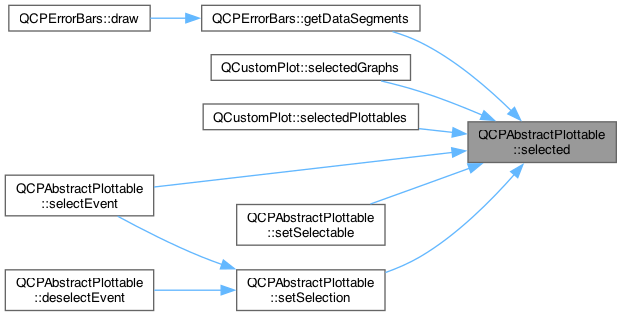 QCPErrorBars::draw
QCPErrorBars::getDataSegments
QCustomPlot::selectedGraphs
QCustomPlot::selectedPlottables
QCPAbstractPlottable
::selected
QCPAbstractPlottable
::selectEvent
QCPAbstractPlottable
::setSelectable
QCPAbstractPlottable
::deselectEvent
QCPAbstractPlottable
::setSelection